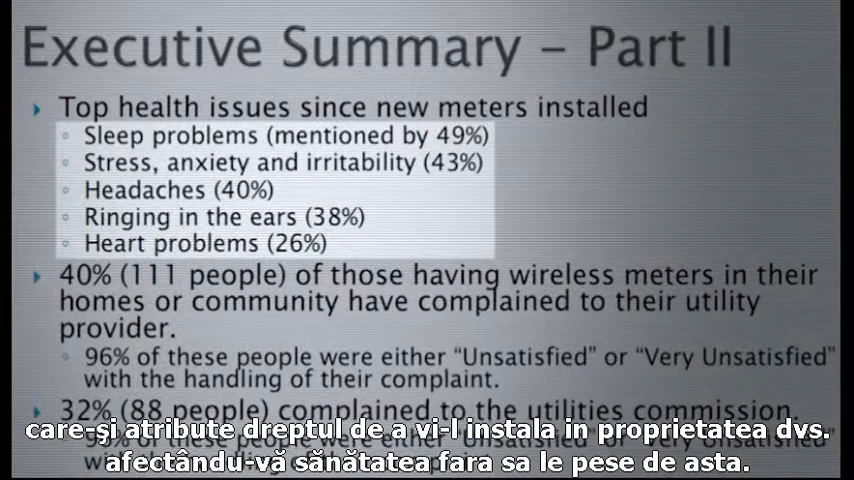 Executive Summary – Part II
Top health issues since new meters installed
Sleep problems (mentioned by 49%)
Stress, anxiety and irritability (43%)
Headaches (40%)
Ringing in the ears (38%)
Heart problems (26%)
40% (111 people) of those having wireless meters in their
homes or community have complained to their utility
provider.
96% of these people were either “Unsatisfied” or “Very Unsatisfied”
with the handling of their complaint.
32% (88 people) complained to the utilities commission.
care-şi atribute dreptul de a vi-l instala in proprietatea dvs.
afectându-vă sănătatea fara sa le pese de asta.